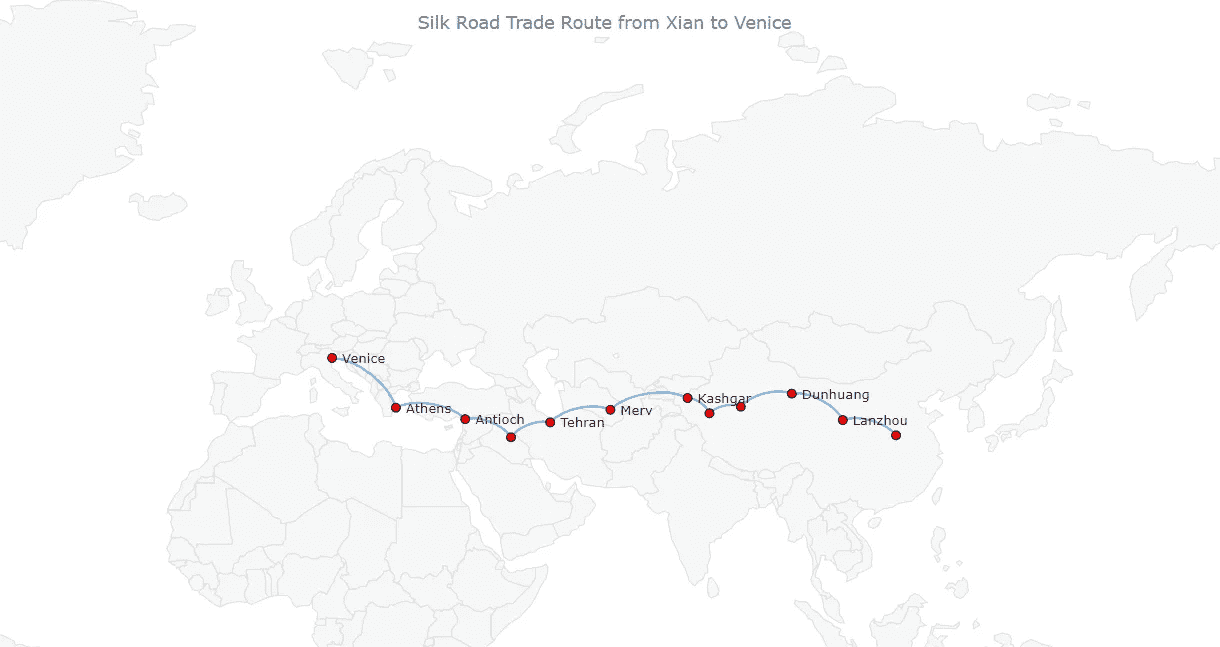 Silk Road Trade Route from Xian to Venice
Venice
Athens
Antioch
Tehran
Merv
Kashgar
Dunhuang
Lanzhou